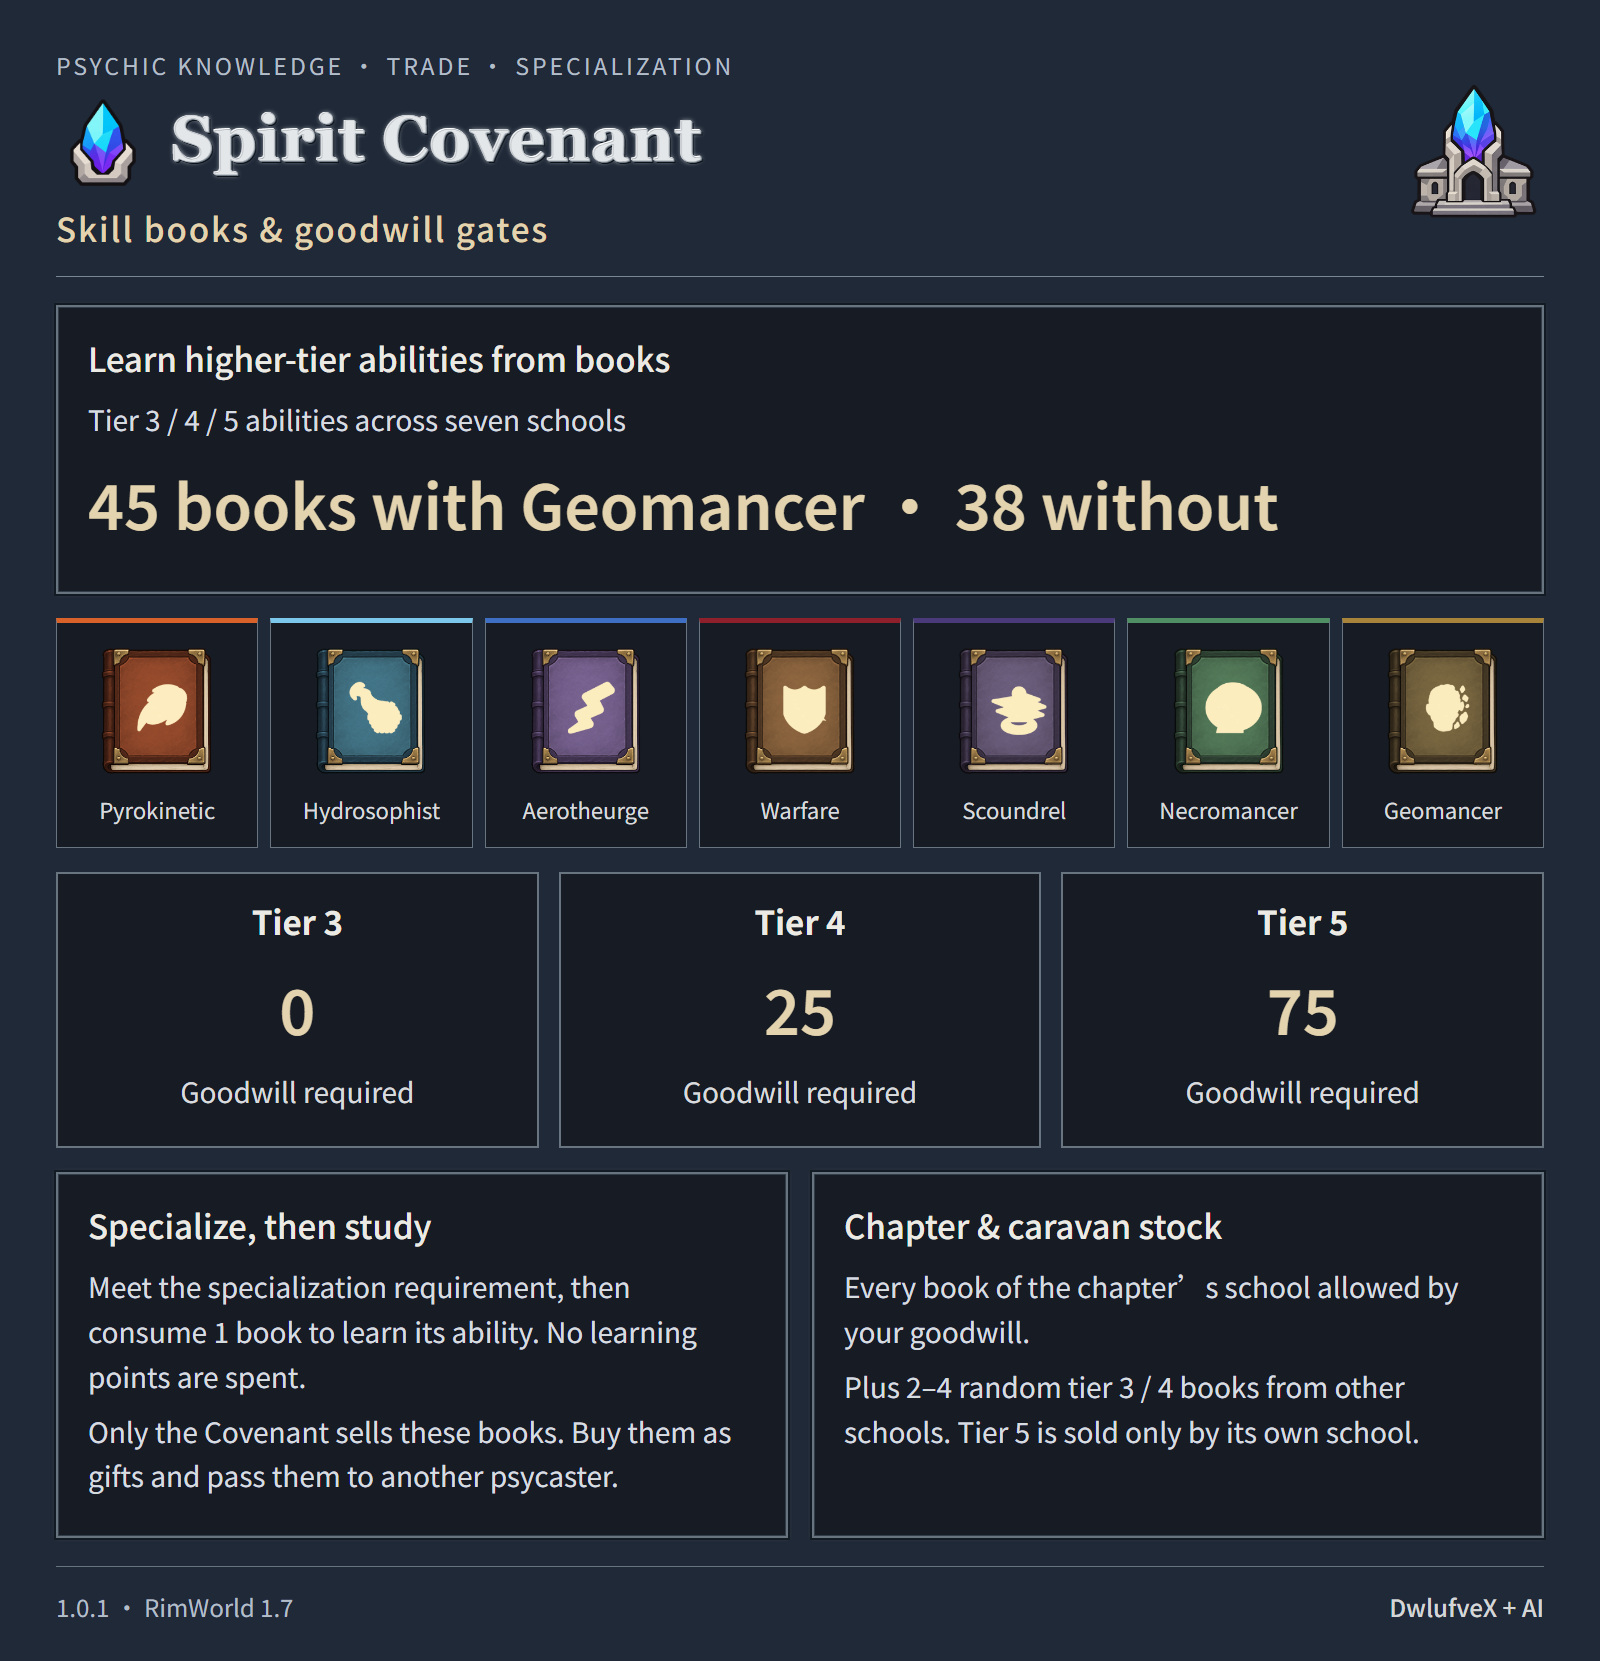 PSYCHIC KNOWLEDGE • TRADE • SPECIALIZATION
Spirit Covenant
Skill books & goodwill gates
Learn higher-tier abilities from books
Tier 3 / 4 / 5 abilities across seven schools
45 books with Geomancer • 38 without
Pyrokinetic
Hydrosophist
Aerotheurge
Warfare
Scoundrel
Necromancer
Geomancer
Tier 3
0
Goodwill required
Tier 4
25
Goodwill required
Tier 5
75
Goodwill required
Specialize, then study
Meet the specialization requirement, then
consume 1 book to learn its ability. No learning
points are spent.
Only the Covenant sells these books. Buy them as
gifts and pass them to another psycaster.
Chapter & caravan stock
Every book of the chapter’s school allowed by
your goodwill.
Plus 2–4 random tier 3 / 4 books from other
schools. Tier 5 is sold only by its own school.
1.0.1 • RimWorld 1.7
DwlufveX + AI